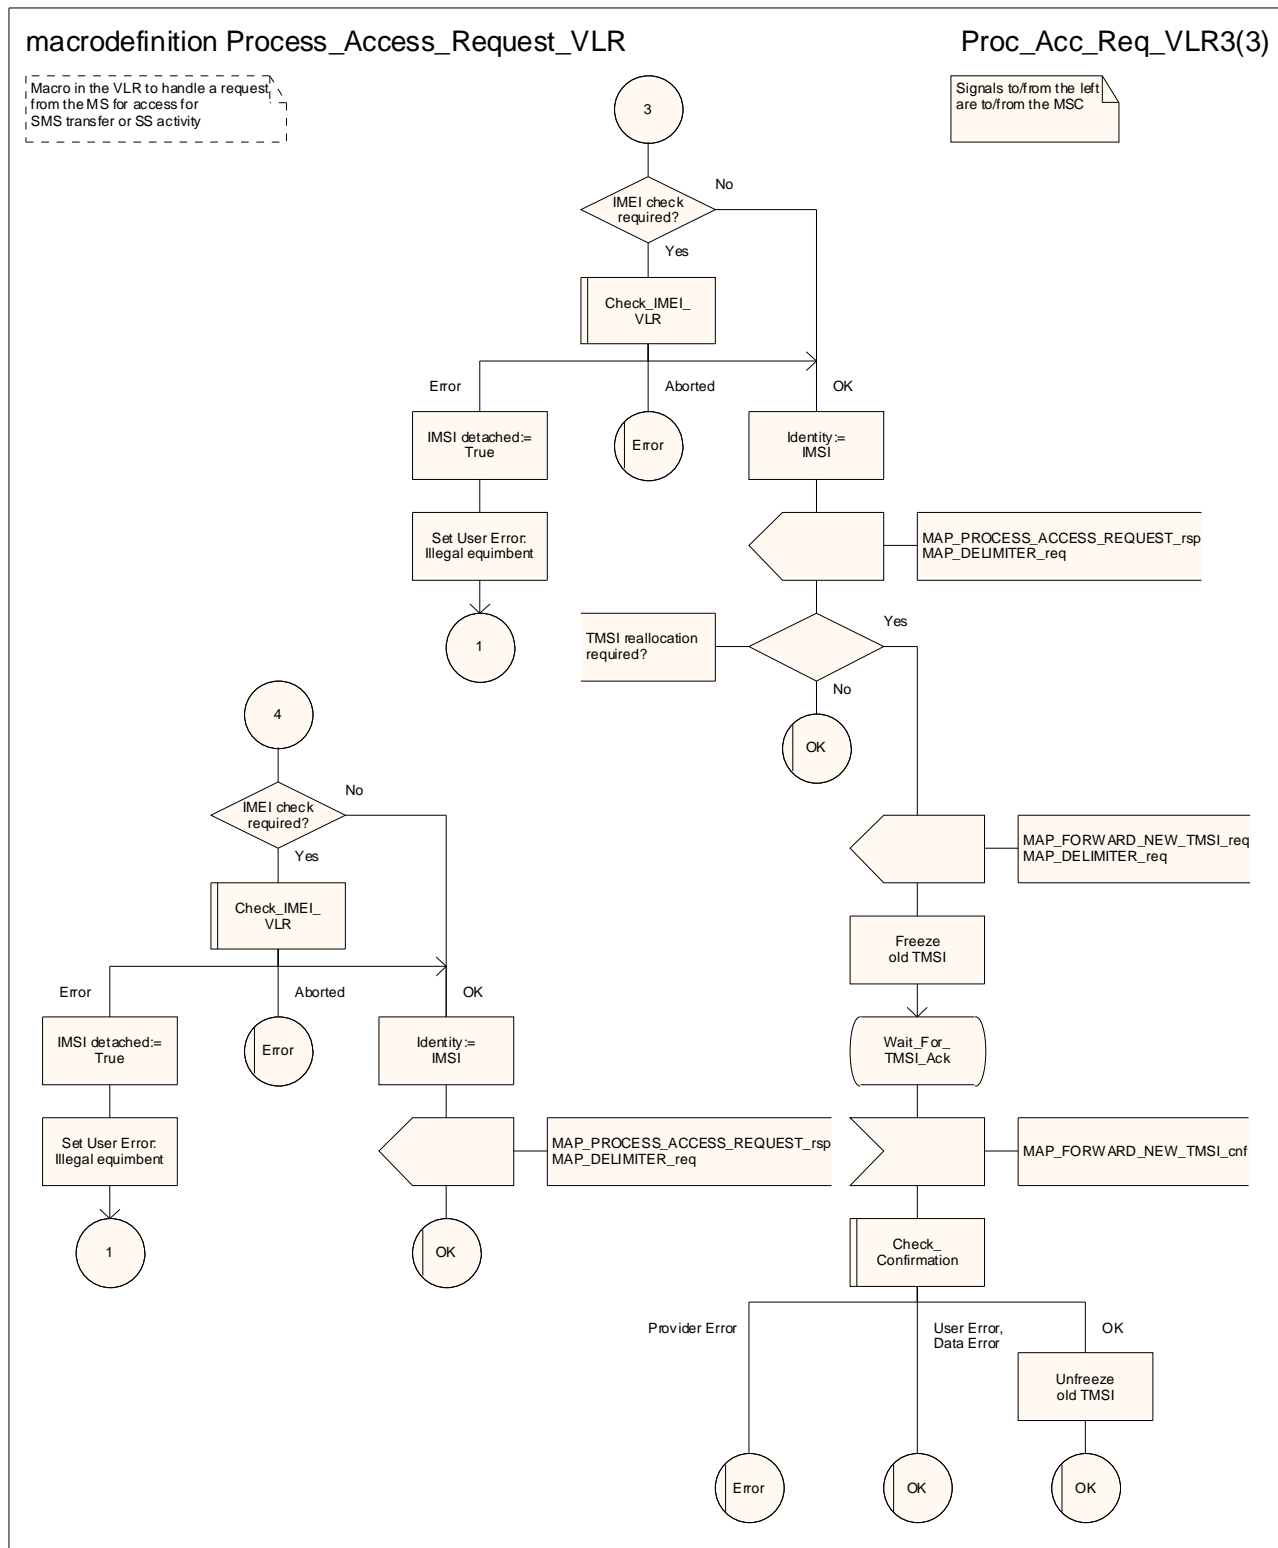 macrodefinition Process_Access_Request_VLR
Proc_Acc_Req_VLR3(3)
Macro in the VLR to handle a request
from the MS for access for
SMS transfer or SS activity
Signals to/from the left
are to/from the MSC
3
IMEI check
required?
No
Yes
Check_IMEI_
VLR
Error
Aborted
OK
IMSI detached:=
True
Error
Identity:=
IMSI
Set User Error:
Illegal equimbent
MAP_PROCESS_ACCESS_REQUEST_rsp
MAP_DELIMITER_req
1
TMSI reallocation
required?
Yes
No
OK
4
IMEI check
required?
No
Yes
Check_IMEI_
VLR
Error
Aborted
OK
IMSI detached:=
True
Error
Identity:=
IMSI
Set User Error:
Illegal equimbent
MAP_PROCESS_ACCESS_REQUEST_rsp
MAP_DELIMITER_req
1
OK
MAP_FORWARD_NEW_TMSI_req
MAP_DELIMITER_req
Freeze
old TMSI
Wait_For_
TMSI_Ack
MAP_FORWARD_NEW_TMSI_cnf
Check_
Confirmation
Provider Error
User Error,
Data Error
OK
Unfreeze
old TMSI
Error
OK
OK